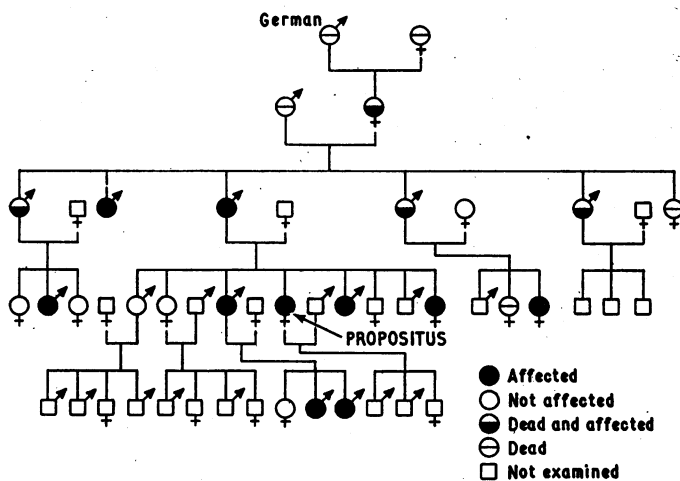 German
PROPOSITUS
Affected
Not affected
Dead and affected
Dead
Not examined